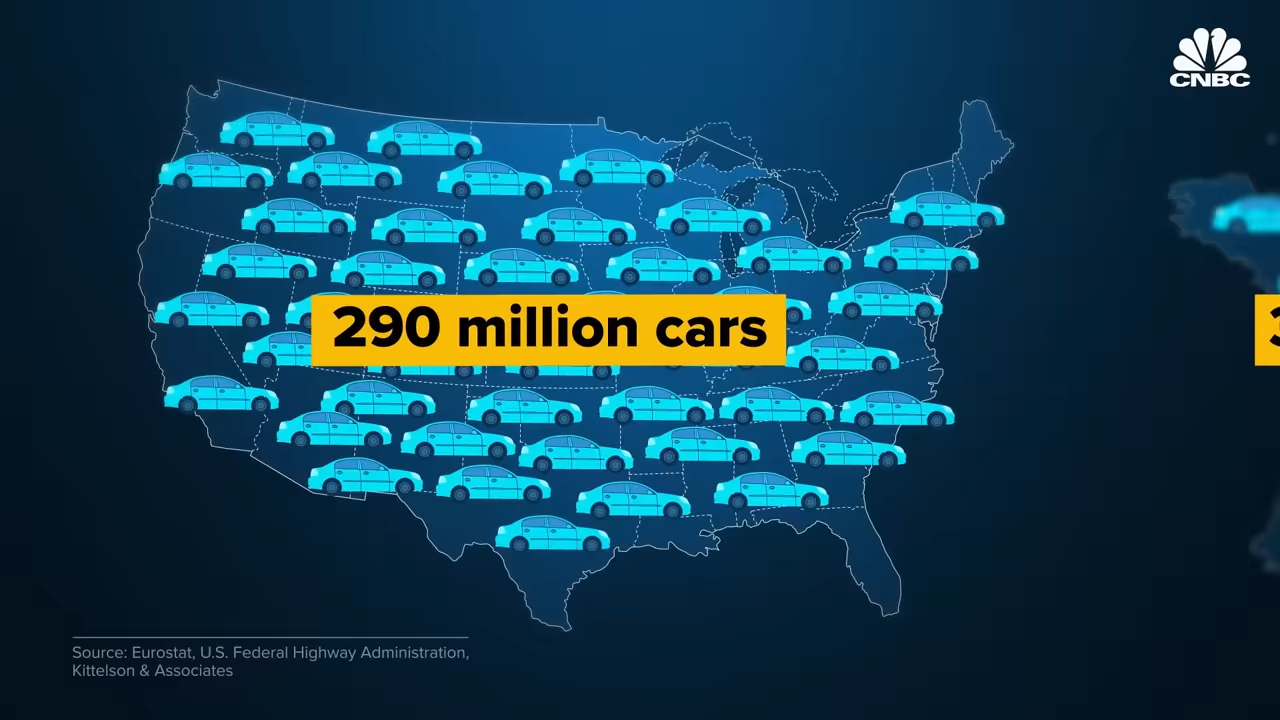 CNBC
290 million cars
Source: Eurostat, U.S. Federal Highway Administration,
Kittelson & Associates